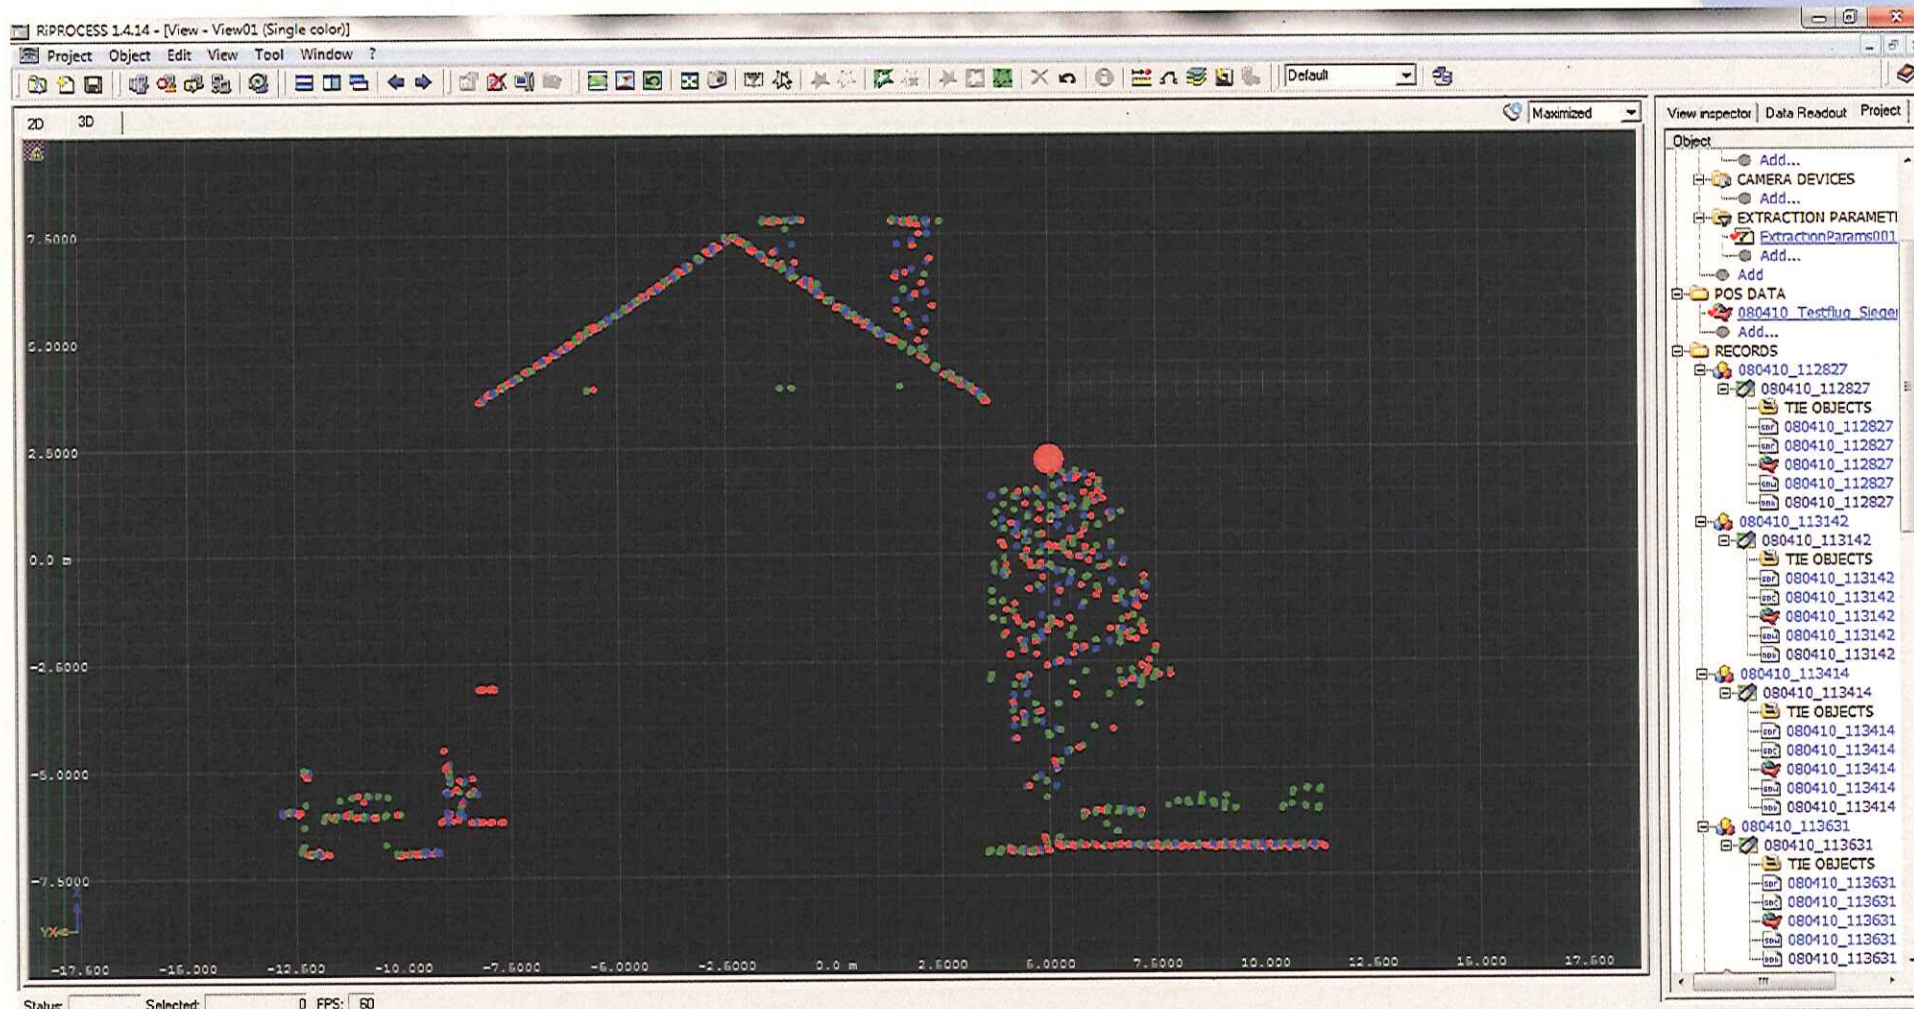 RiPROCESS 1.4.14 - [View - View01 (Single color)]
Project Object Edit View Tool Window ?
Default
2D 3D
Maximized
View inspector Data Readout Project
Object
Add...
CAMERA DEVICES
Add...
EXTRACTION PARAMETI
ExtractionParams001
Add...
Add
POS DATA
080410_Testflug_Sieger
Add...
RECORDS
080410_112827
080410_112827
TIE OBJECTS
080410_112827
080410_112827
080410_112827
080410_112827
080410_112827
080410_113142
080410_113142
TIE OBJECTS
080410_113142
080410_113142
080410_113142
080410_113142
080410_113142
080410_113414
080410_113414
TIE OBJECTS
080410_113414
080410_113414
080410_113414
080410_113414
080410_113414
080410_113631
080410_113631
TIE OBJECTS
080410_113631
080410_113631
080410_113631
080410_113631
080410_113631
7.5000
5.0000
2.5000
0.0 m
-2.5000
-5.0000
-7.5000
Z
YX
-17.500 -15.000 -12.500 -10.000 -7.5000 -5.0000 -2.5000 0.0 m 2.5000 5.0000 7.5000 10.000 12.500 15.000 17.500
Status: Selected: 0 FPS: 60